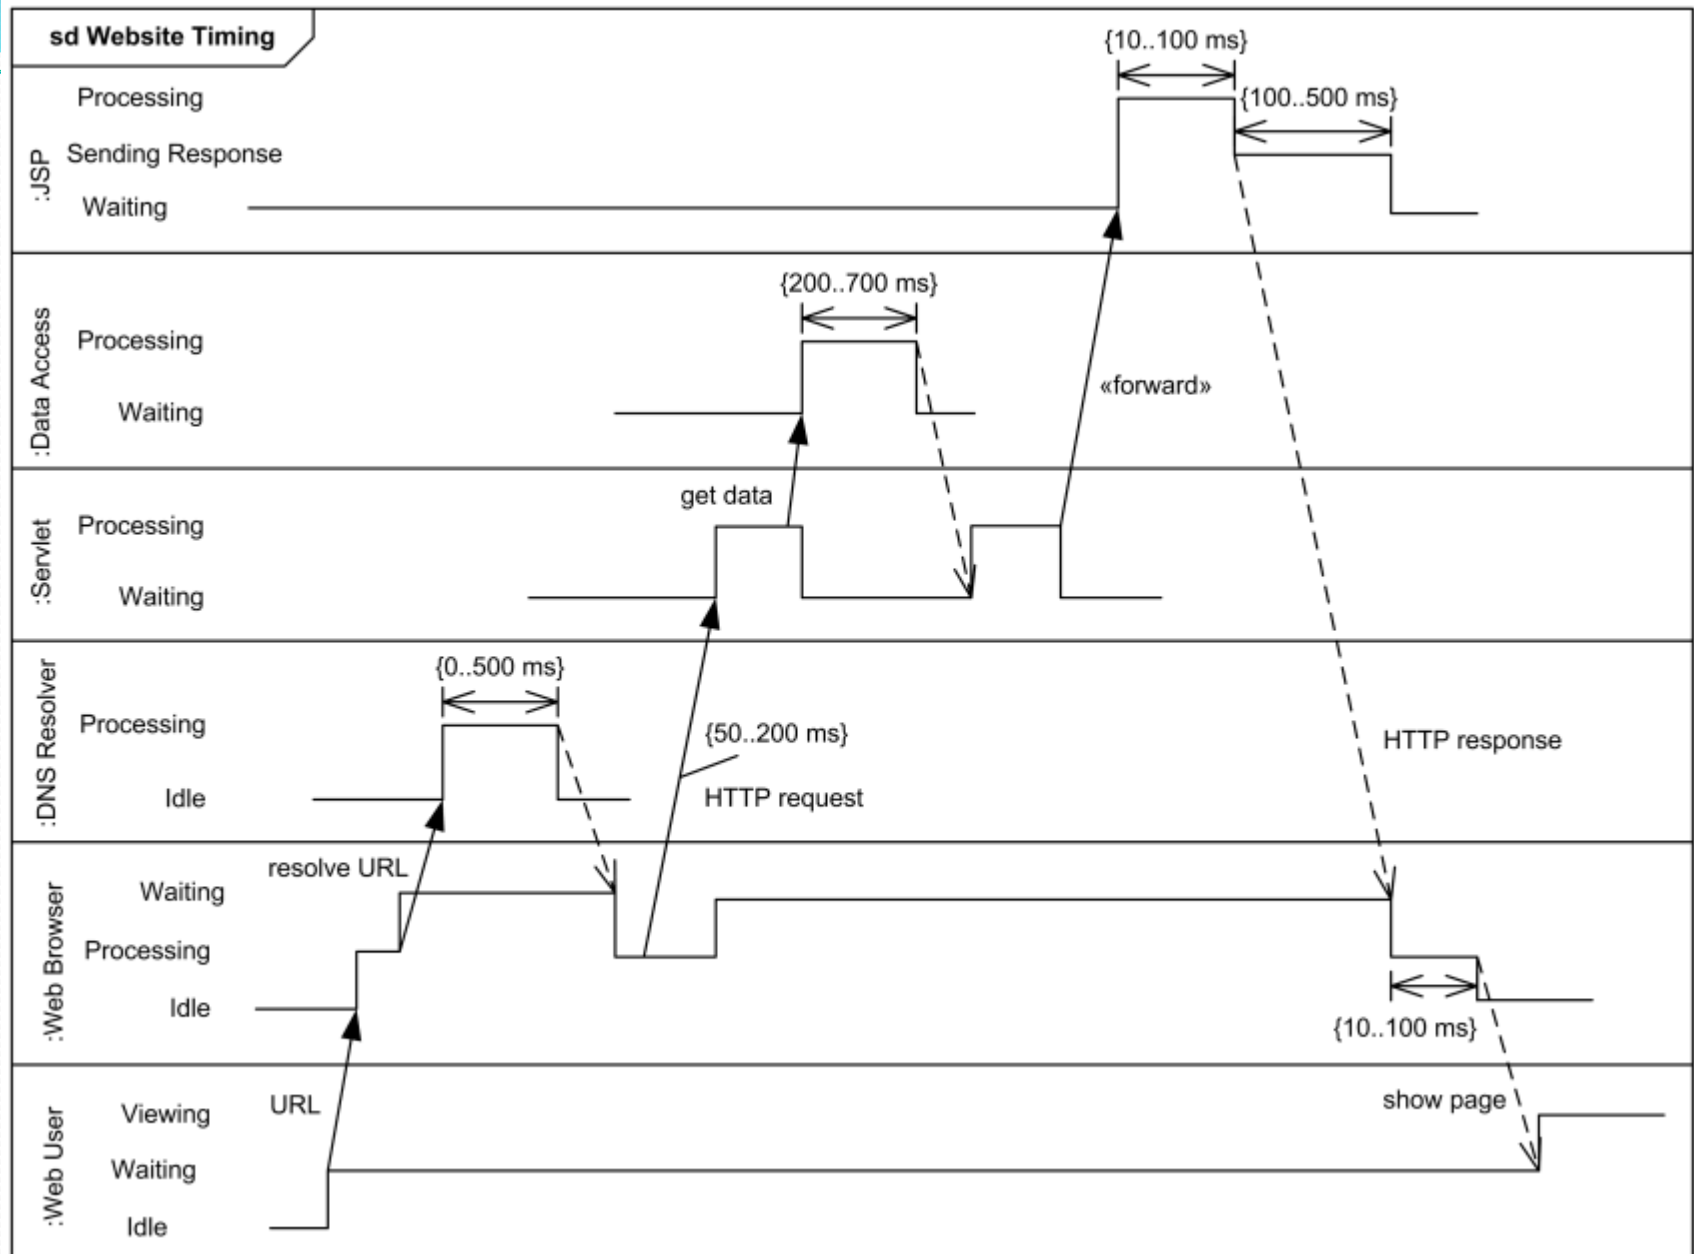 sd Website Timing
{10..100 ms}
Processing
{100..500 ms}
:JSP
Sending Response
Waiting
{200..700 ms}
:Data Access
Processing
«forward»
Waiting
get data
:Servlet
Processing
Waiting
{0..500 ms}
:DNS Resolver
Processing
{50..200 ms}
HTTP response
Idle
HTTP request
resolve URL
:Web Browser
Waiting
Processing
Idle
{10..100 ms}
:Web User
URL
Viewing
show page
Waiting
Idle